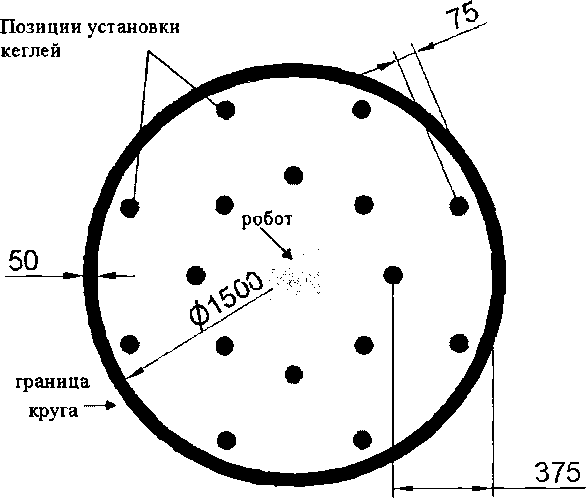 Позиции установки
кеглей
75
робот
50
ф1500
граница
круга
375